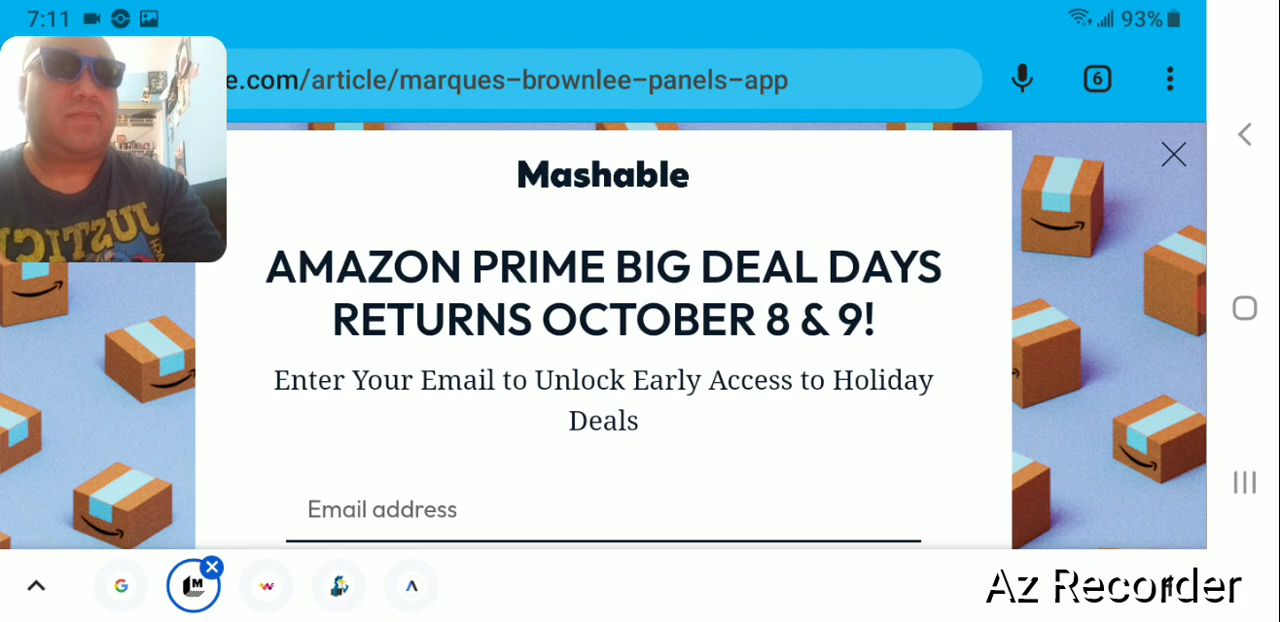 7:11
93%
e.com/article/marques-brownlee-panels-app
6
Mashable
AMAZON PRIME BIG DEAL DAYS
RETURNS OCTOBER 8 & 9!
Enter Your Email to Unlock Early Access to Holiday
Deals
Email address
Az Recorder